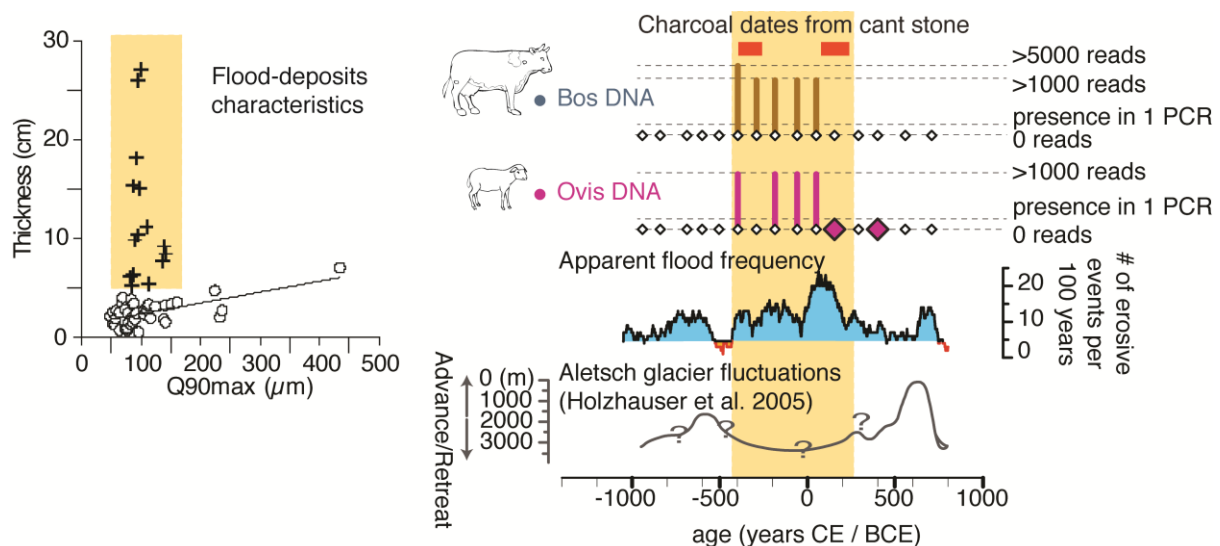 30
20
10
0
Thickness (cm)
Flood-deposits
characteristics
0
100
200
300
400
500
Q90max (µm)
Charcoal dates from cant stone
Bos DNA
>5000 reads
>1000 reads
presence in 1 PCR
0 reads
Ovis DNA
>1000 reads
presence in 1 PCR
0 reads
Apparent flood frequency
20
10
0
# of erosive
events per
100 years
Advance/Retreat
0 (m)
1000
2000
3000
Aletsch glacier fluctuations
(Holzhauser et al. 2005)
? ? ? ?
-1000
-500
0
500
1000
age (years CE / BCE)